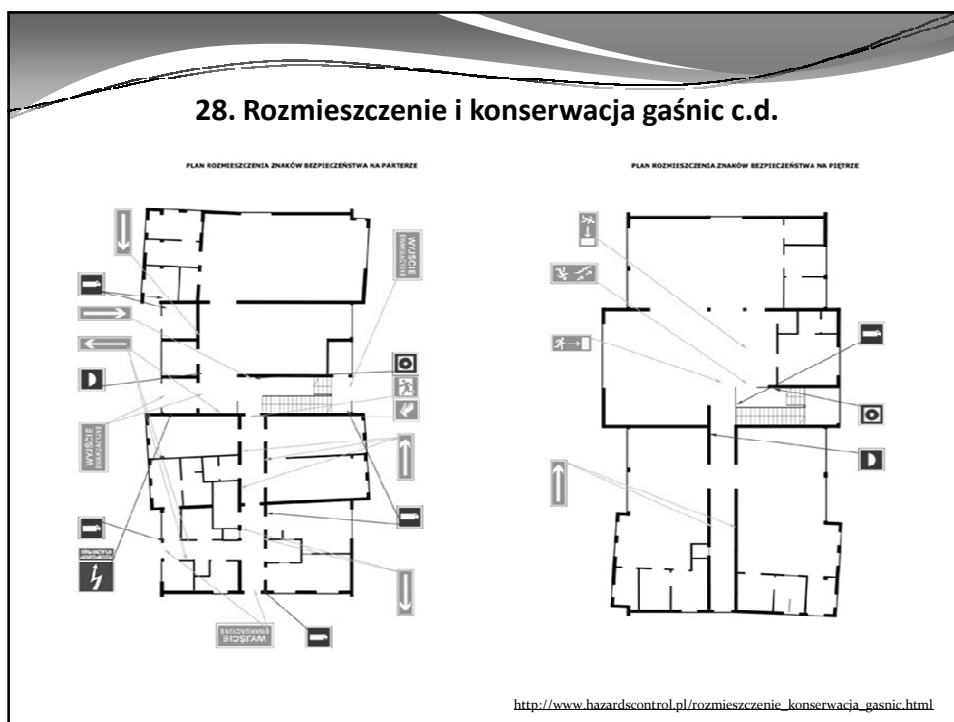 28. Rozmieszczenie i konserwacja gaśnic c.d.
PLAN ROZMIESZCZENIA ZNAKÓW BEZPIECZEŃSTWA NA PARTERZE
PLAN ROZMIESZCZENIA ZNAKÓW BEZPIECZEŃSTWA NA PIĘTRZE
WYJŚCIE
EWAKUACYJNE
WYJŚCIE
EWAKUACYJNE
WYJŚCIE
EWAKUACYJNE
http://www.hazardscontrol.pl/rozmieszczenie_konserwacja_gasnic.html